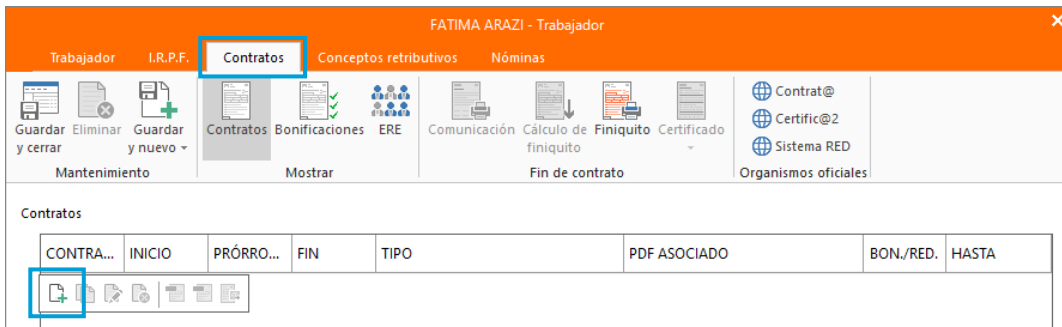 FATIMA ARAZI - Trabajador
Trabajador I.R.P.F. Contratos Conceptos retributivos Nóminas
Guardar y cerrar
Eliminar
Guardar y nuevo
Mantenimiento
Contratos
Bonificaciones
ERE
Mostrar
Comunicación
Cálculo de finiquito
Finiquito
Certificado
Fin de contrato
Contrat@
Certific@2
Sistema RED
Organismos oficiales
Contratos
CONTRA... INICIO PRÓRRO... FIN TIPO PDF ASOCIADO BON./RED. HASTA